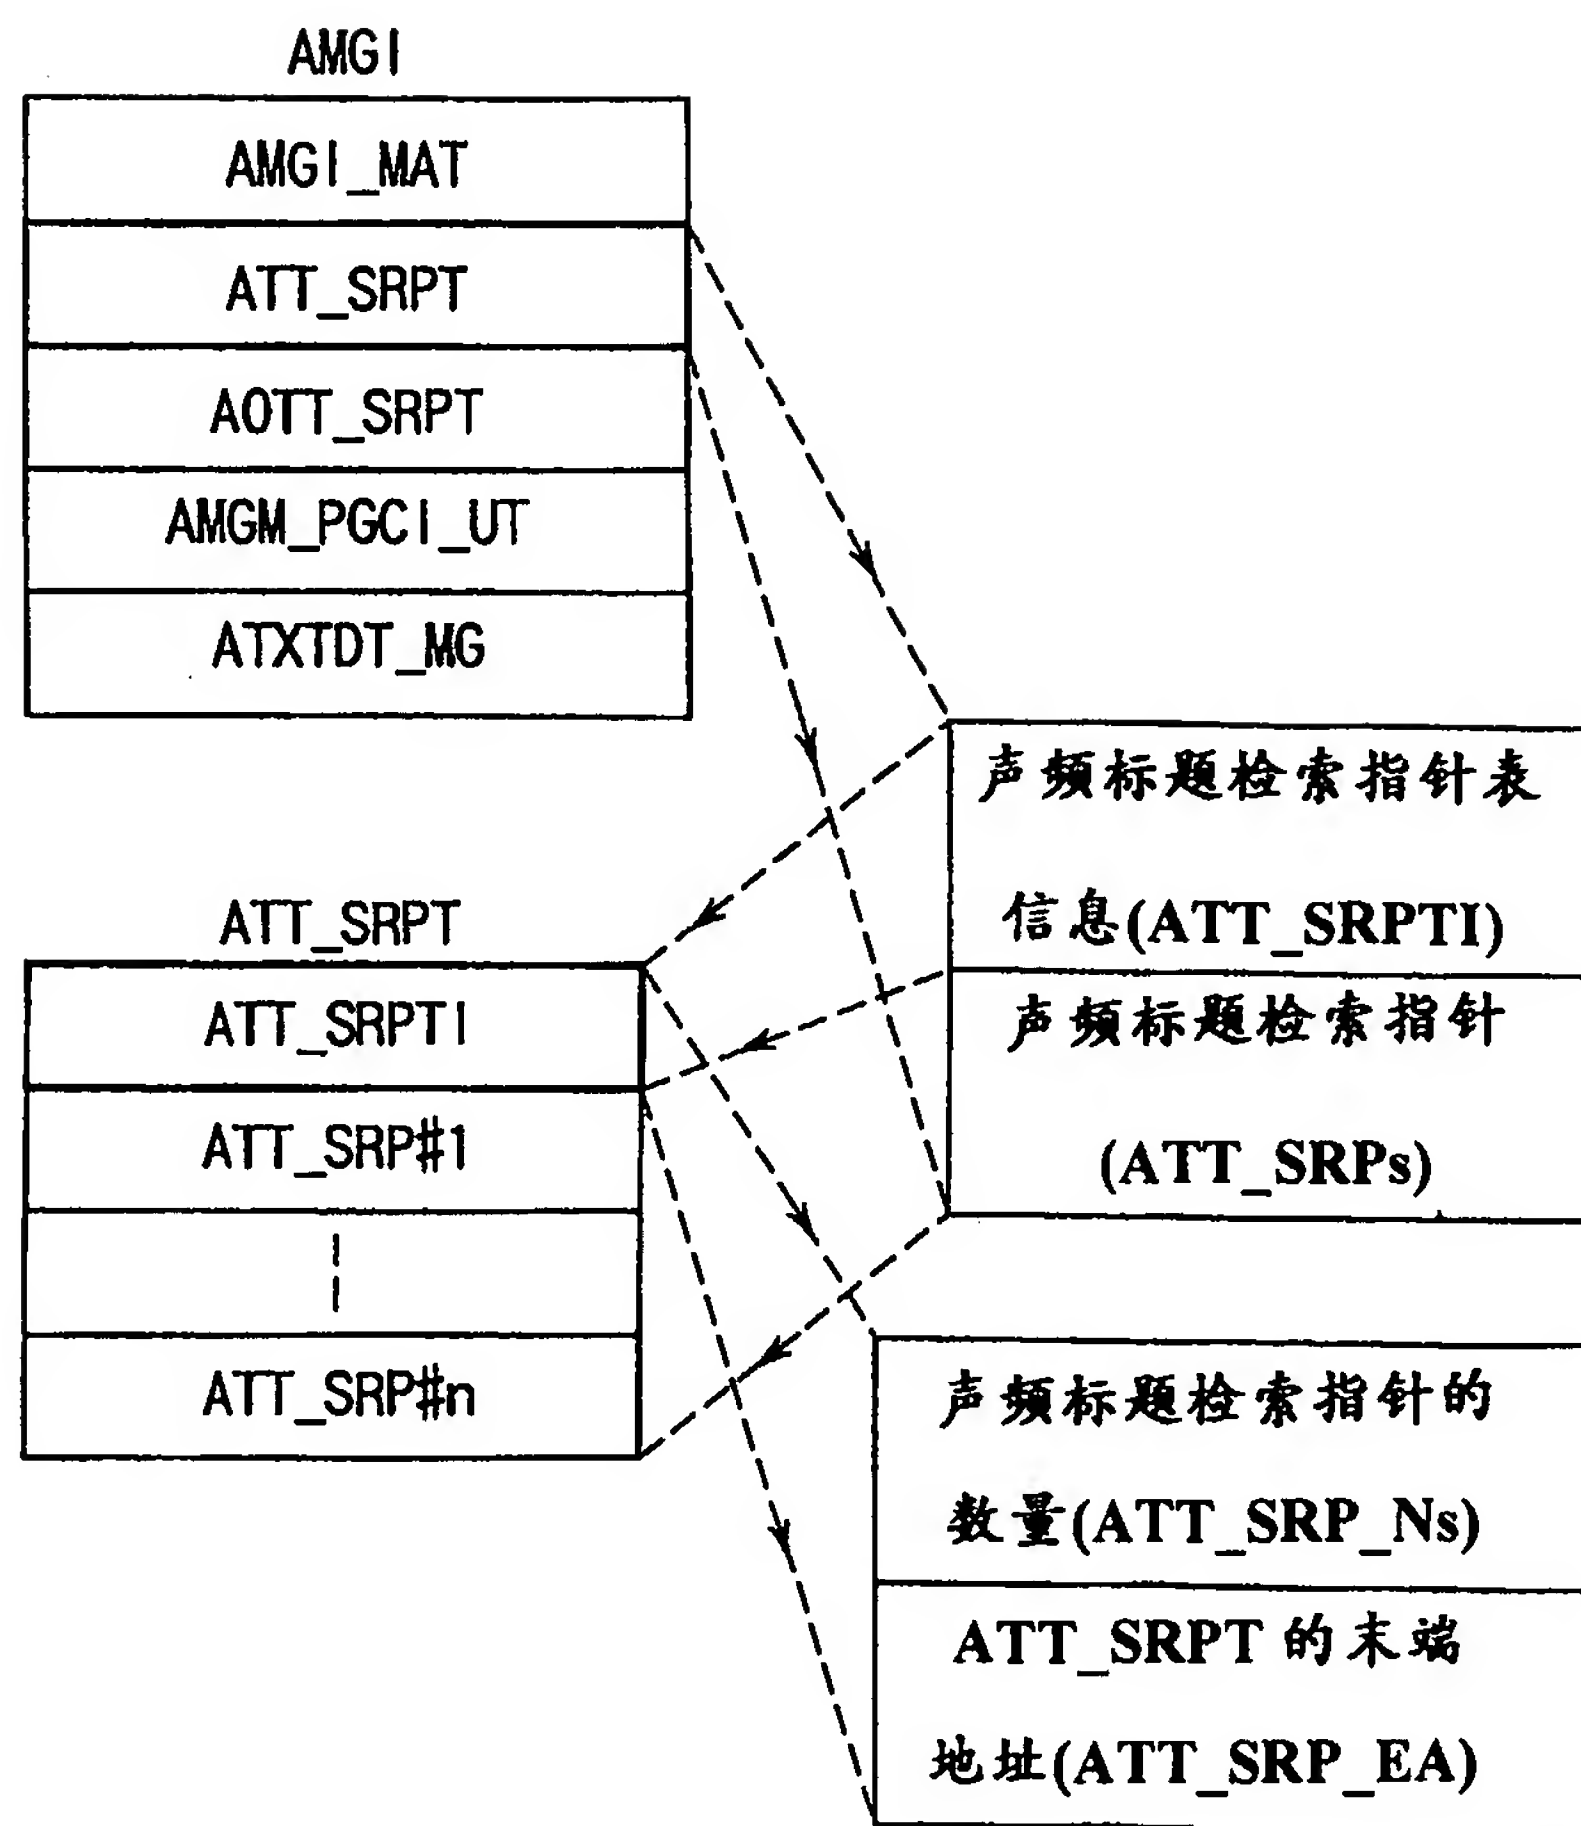 AMGI
AMGI_MAT
ATT_SRPT
AOTT_SRPT
AMGM_PGCI_UT
ATXTDT_MG
声频标题检索指针表
信息(ATT_SRPTI)
声频标题检索指针
(ATT_SRPs)
ATT_SRPT
ATT_SRPTI
ATT_SRP#1
ATT_SRP#n
声频标题检索指针的
数量(ATT_SRP_Ns)
ATT_SRPT 的末端
地址(ATT_SRP_EA)